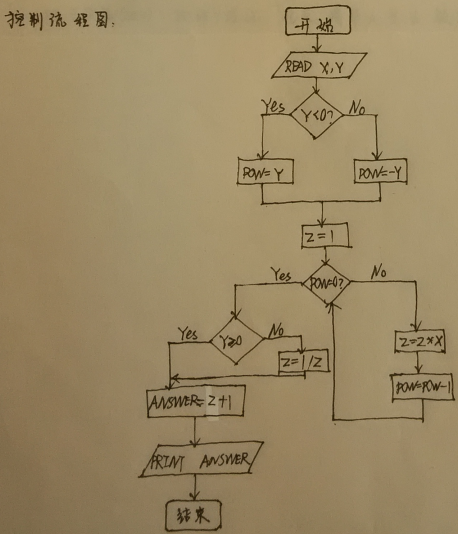 控制流程图.
开始
READ X,Y
Y<0?
Yes
No
POW=Y
POW=-Y
Z=1
POW=0?
Yes
No
Y≥0
Yes
No
Z=1/Z
Z=Z*X
POW=POW-1
ANSWER=Z+1
PRINT ANSWER
结束